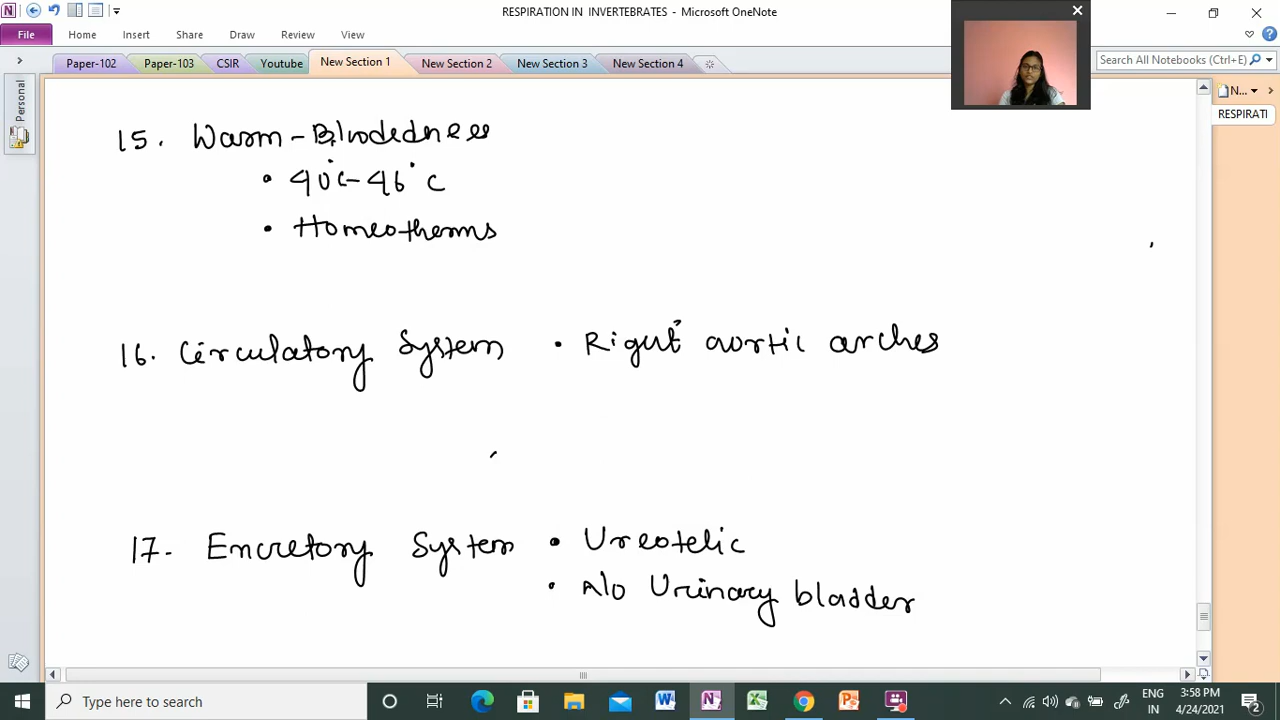 RESPIRATION IN INVERTEBRATES - Microsoft OneNote
File Home Insert Share Draw Review View
Paper-102 Paper-103 CSIR Youtube New Section 1 New Section 2 New Section 3 New Section 4
Search All Notebooks (Ctrl+E)
Personal
N...
RESPIRATI
15. Warm-Bloodedness
• 40°C-46°C
• Homeotherms
16. Circulatory System • Right aortic arches
17. Excretory System • Ureotelic
• A/o Urinary bladder
Type here to search
ENG
IN
3:58 PM
4/24/2021
2